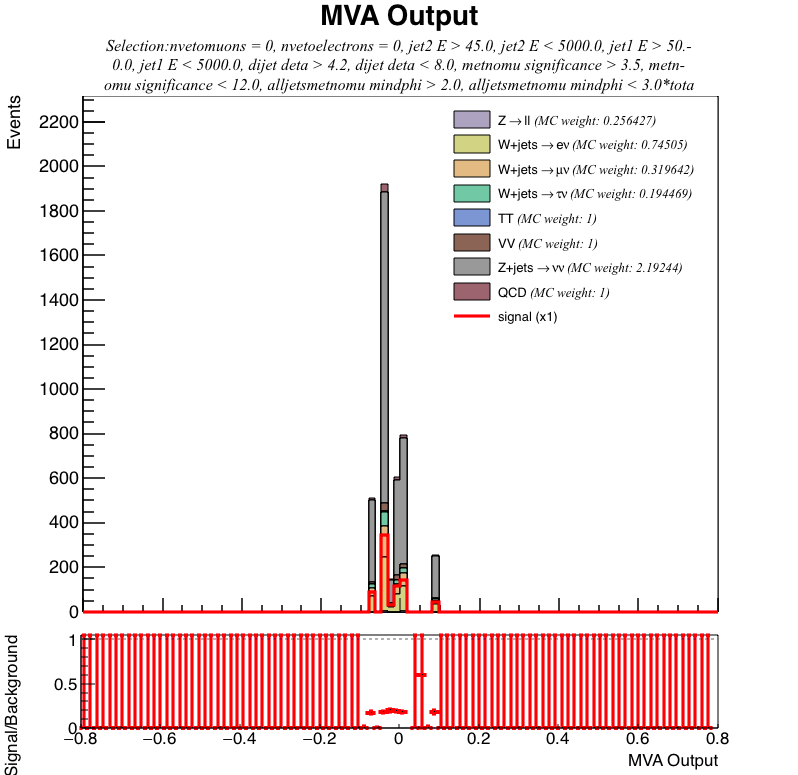 MVA Output
Selection:nvetomuons = 0, nvetoelectrons = 0, jet2 E > 45.0, jet2 E < 5000.0, jet1 E > 50.-
0.0, jet1 E < 5000.0, dijet deta > 4.2, dijet deta < 8.0, metnomu significance > 3.5, metn-
omu significance < 12.0, alljetsmetnomu mindphi > 2.0, alljetsmetnomu mindphi < 3.0*tota
Events
2200
2000
1800
1600
1400
1200
1000
800
600
400
200
0
Z→ll (MC weight: 0.256427)
W+jets→eν (MC weight: 0.74505)
W+jets→μν (MC weight: 0.319642)
W+jets→τν (MC weight: 0.194469)
TT (MC weight: 1)
VV (MC weight: 1)
Z+jets→νν (MC weight: 2.19244)
QCD (MC weight: 1)
signal (x1)
Signal/Background
1
0.5
0
−0.8 −0.6 −0.4 −0.2 0 0.2 0.4 0.6 0.8
MVA Output